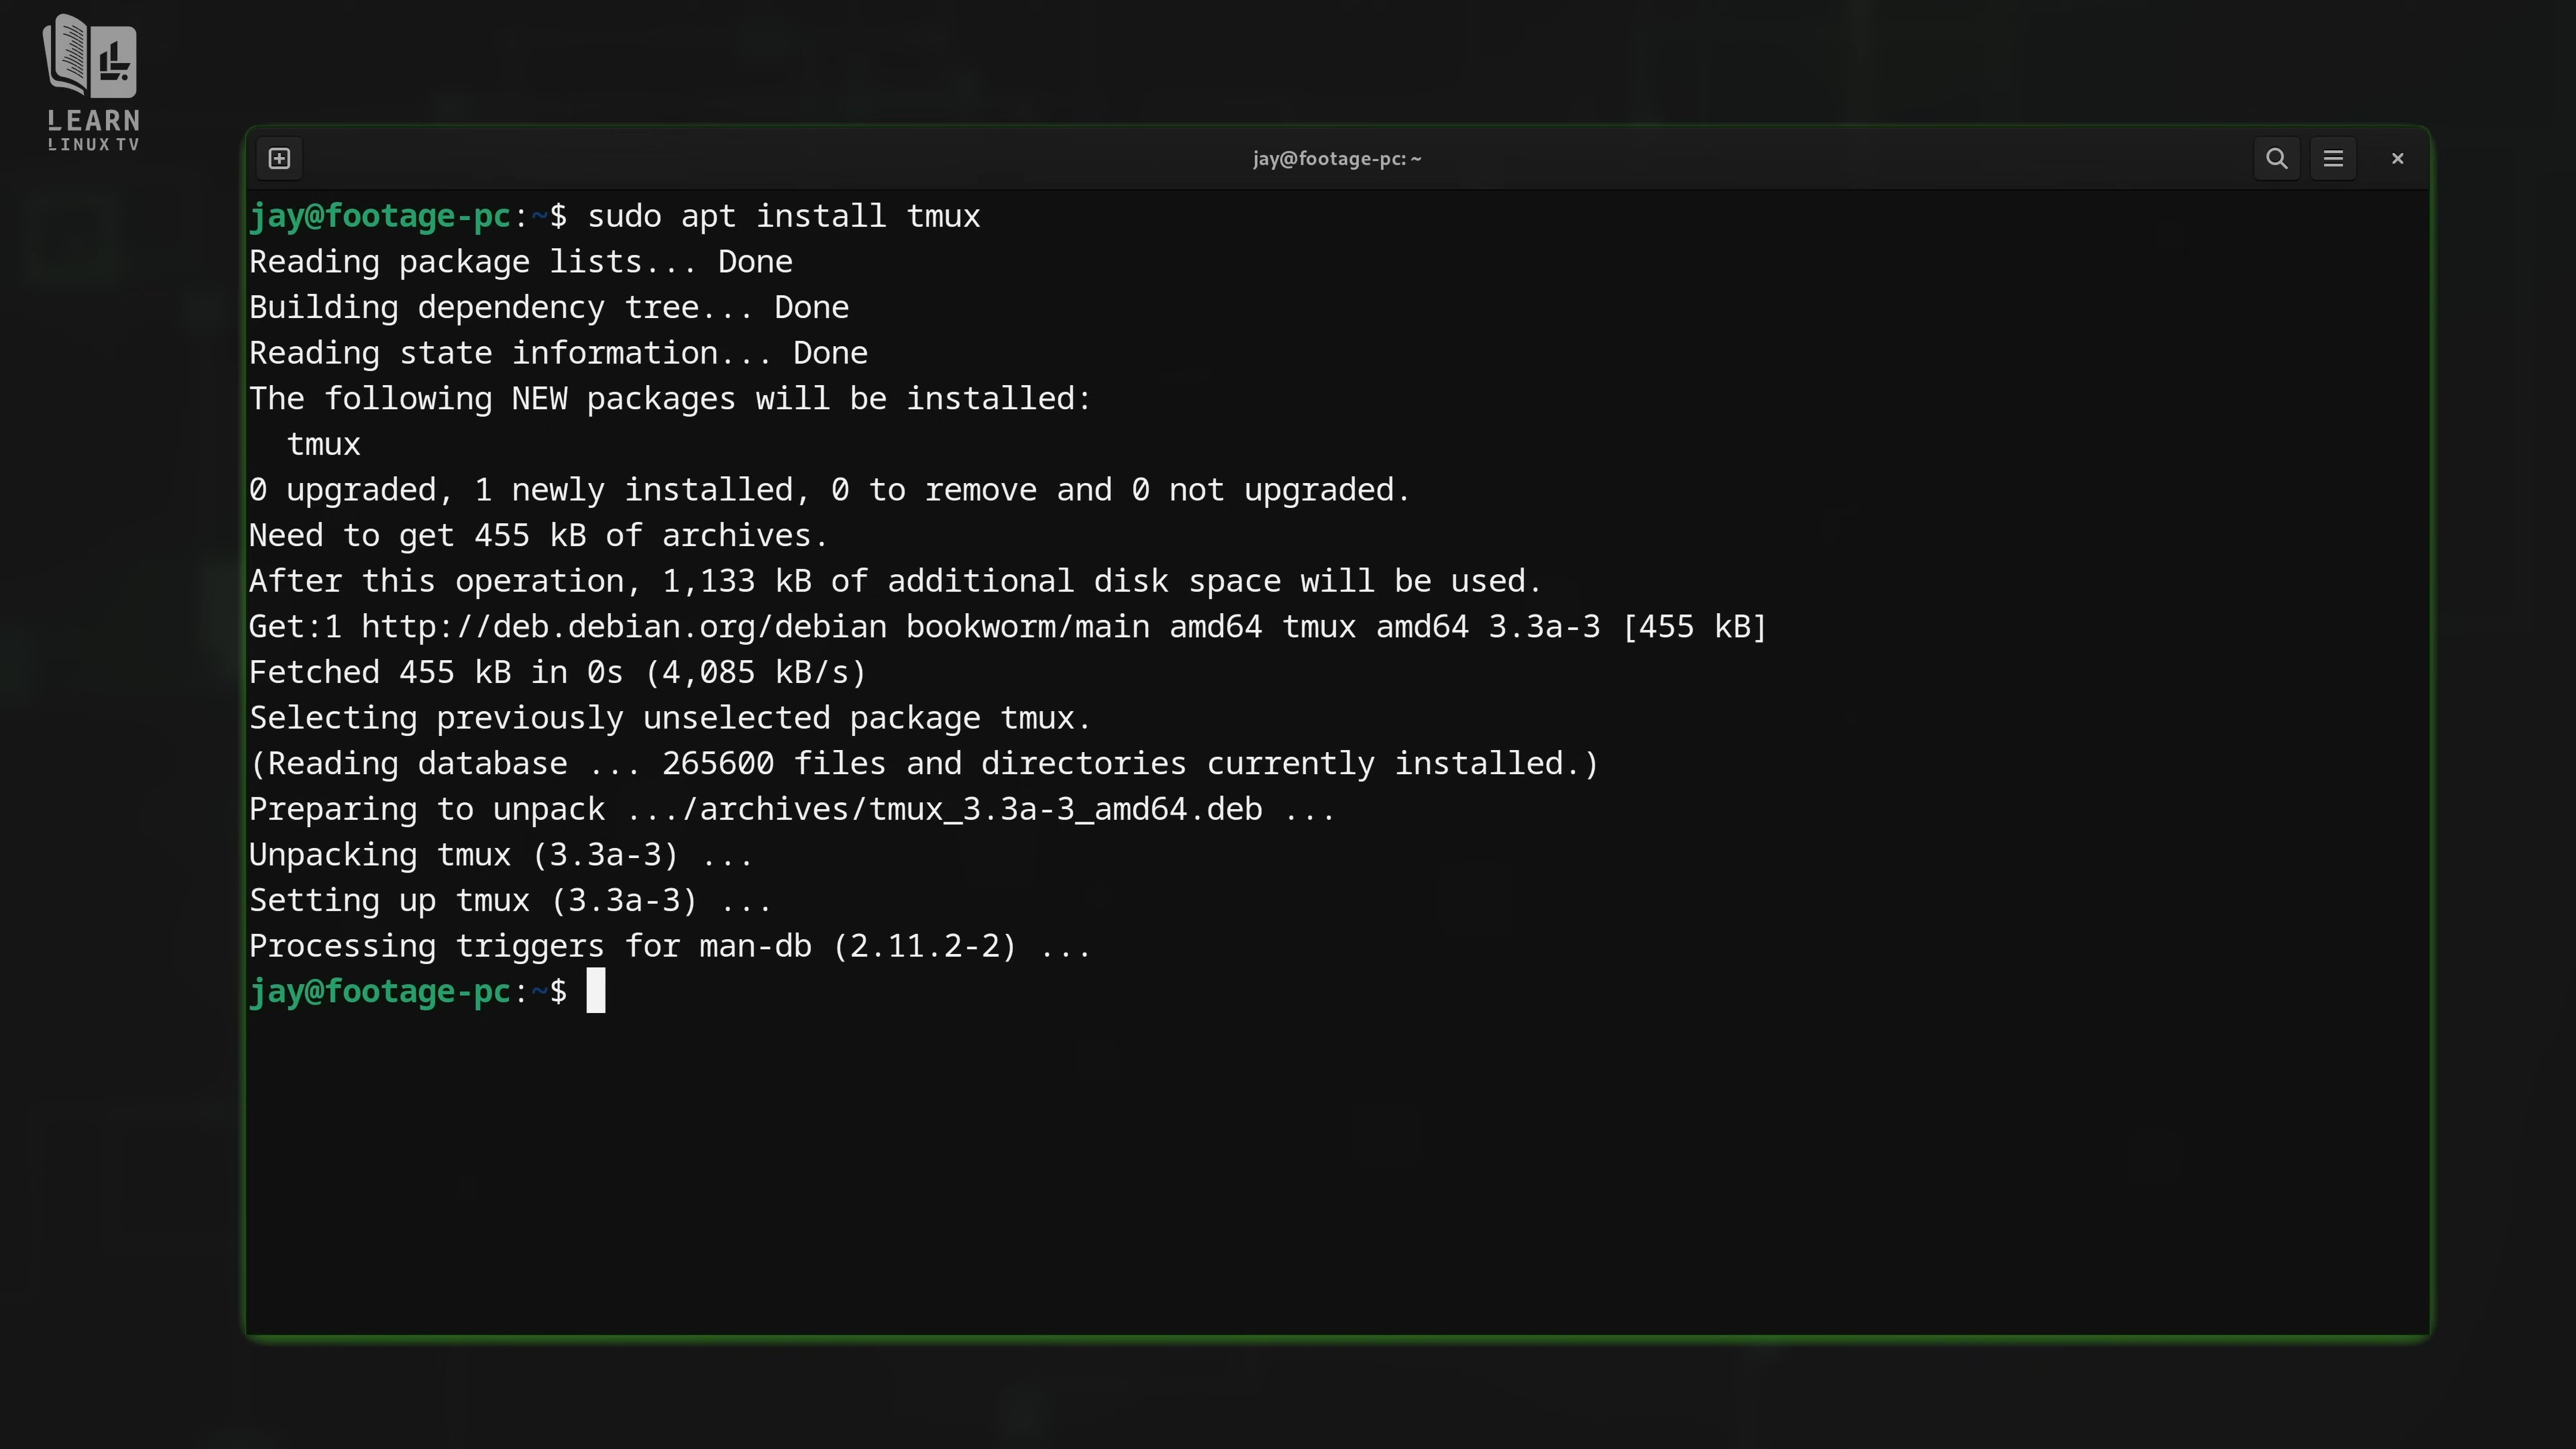 LEARN
LINUX TV
jay@footage-pc: ~
jay@footage-pc:~$ sudo apt install tmux
Reading package lists... Done
Building dependency tree... Done
Reading state information... Done
The following NEW packages will be installed:
  tmux
0 upgraded, 1 newly installed, 0 to remove and 0 not upgraded.
Need to get 455 kB of archives.
After this operation, 1,133 kB of additional disk space will be used.
Get:1 http://deb.debian.org/debian bookworm/main amd64 tmux amd64 3.3a-3 [455 kB]
Fetched 455 kB in 0s (4,085 kB/s)
Selecting previously unselected package tmux.
(Reading database ... 265600 files and directories currently installed.)
Preparing to unpack .../archives/tmux_3.3a-3_amd64.deb ...
Unpacking tmux (3.3a-3) ...
Setting up tmux (3.3a-3) ...
Processing triggers for man-db (2.11.2-2) ...
jay@footage-pc:~$